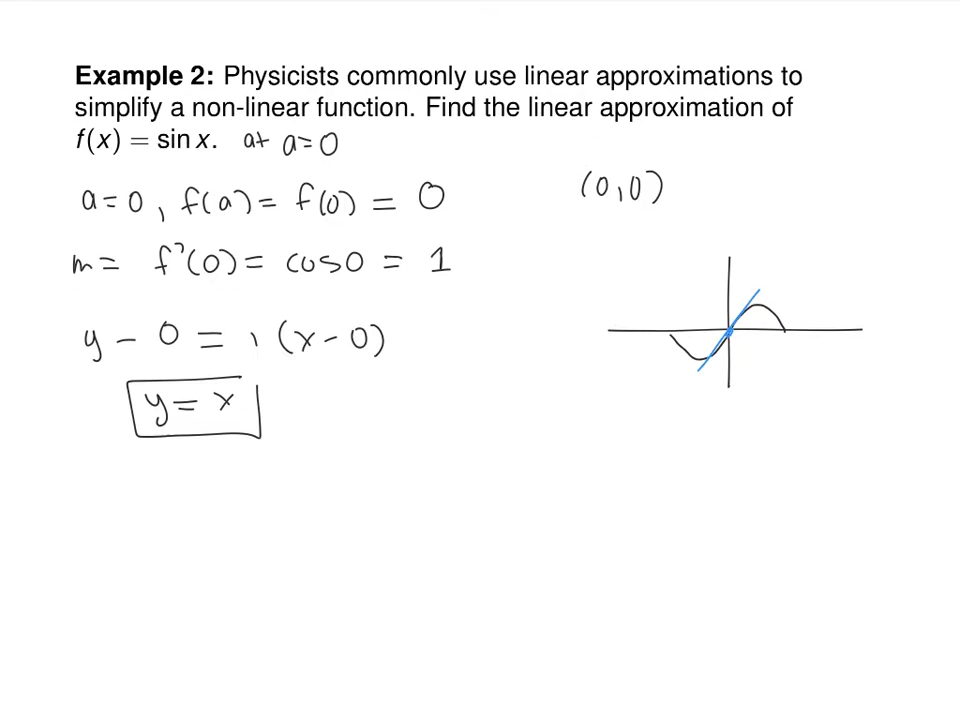 Example 2: Physicists commonly use linear approximations to
simplify a non-linear function. Find the linear approximation of
f(x) = sin x. at a=0
a=0, f(a)= f(0) = 0
(0,0)
m= f'(0)= cos0 = 1
y - 0 = 1 (x-0)
y= x